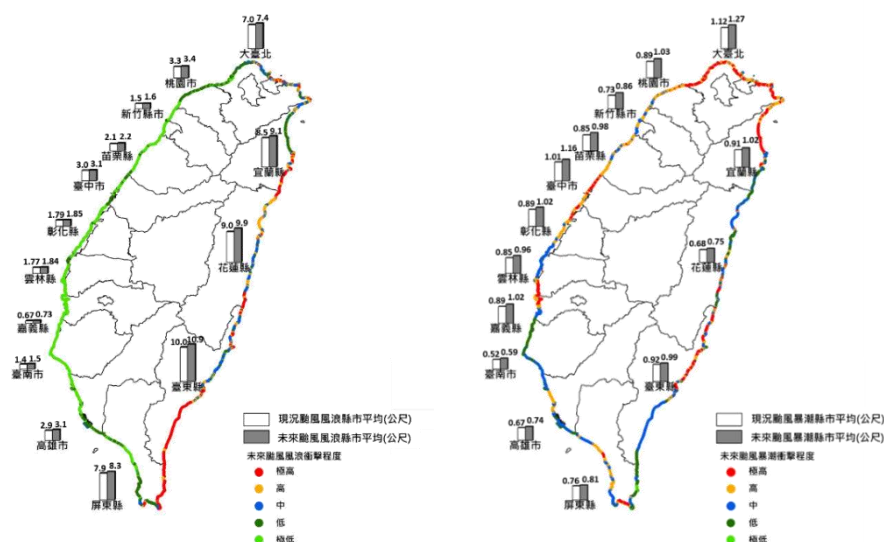 7.0 7.4
大臺北
3.3 3.4
桃園市
1.5 1.6
新竹縣市
2.1 2.2
苗栗縣
3.0 3.1
臺中市
8.5 9.1
宜蘭縣
1.79 1.85
彰化縣
9.0 9.9
花蓮縣
1.77 1.84
雲林縣
0.67 0.73
嘉義縣
10.0 10.9
臺東縣
1.4 1.5
臺南市
2.9 3.1
高雄市
7.9 8.3
屏東縣
現況颱風風浪縣市平均(公尺)
未來颱風風浪縣市平均(公尺)
未來颱風風浪衝擊程度
極高
高
中
低
極低
1.12 1.27
大臺北
0.89 1.03
桃園市
0.73 0.86
新竹縣市
0.85 0.98
苗栗縣
1.01 1.16
臺中市
0.91 1.02
宜蘭縣
0.89 1.02
彰化縣
0.68 0.75
花蓮縣
0.85 0.96
雲林縣
0.89 1.02
嘉義縣
0.92 0.99
臺東縣
0.52 0.59
臺南市
0.67 0.74
高雄市
0.76 0.81
屏東縣
現況颱風暴潮縣市平均(公尺)
未來颱風暴潮縣市平均(公尺)
未來颱風暴潮衝擊程度
極高
高
中
低
極低